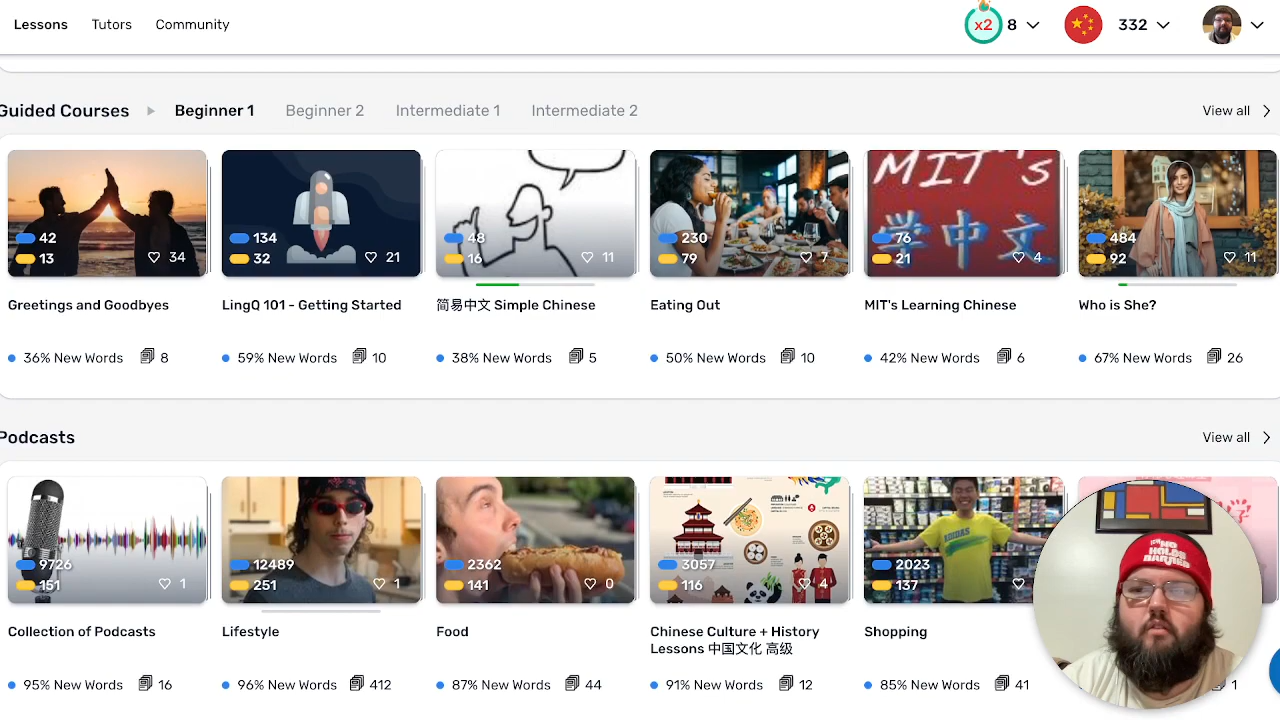 Lessons Tutors Community x2 8 332
Guided Courses Beginner 1 Beginner 2 Intermediate 1 Intermediate 2 View all
42 134 48 230 76 484
13 34 32 21 16 11 79 7 21 4 92 11
MIT's
学中文
Greetings and Goodbyes LingQ 101 - Getting Started 简易中文 Simple Chinese Eating Out MIT's Learning Chinese Who is She?
36% New Words 8 59% New Words 10 38% New Words 5 50% New Words 10 42% New Words 6 67% New Words 26
Podcasts View all
9726 12489 2362 3057 2023
151 1 251 1 141 0 116 4 137
ADIDAS
NO HOLDS
BARRED
Collection of Podcasts Lifestyle Food Chinese Culture + History Shopping
Lessons 中国文化 高级
95% New Words 16 96% New Words 412 87% New Words 44 91% New Words 12 85% New Words 41 1